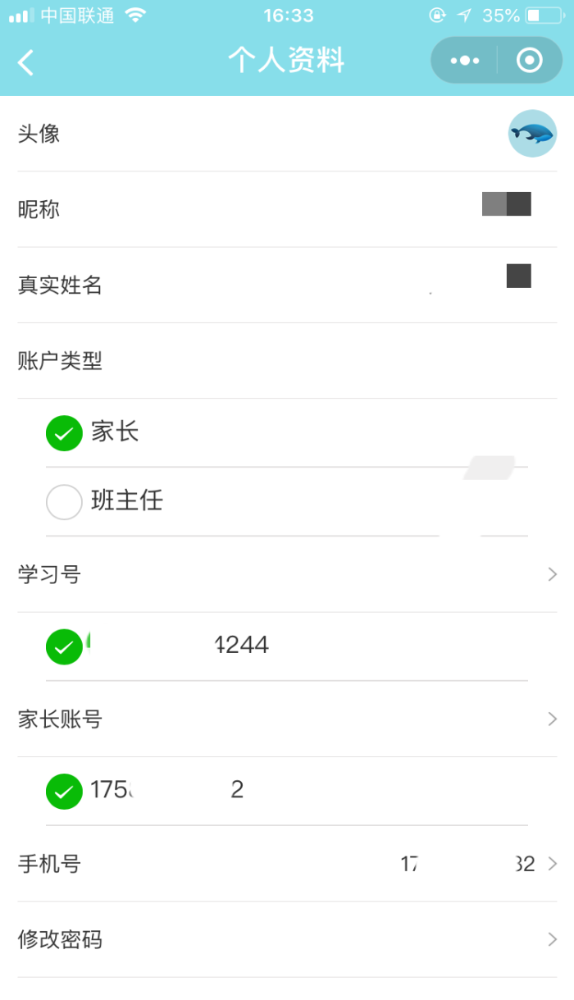 中国联通 16:33 35%
个人资料
头像
昵称
真实姓名
账户类型
家长
班主任
学习号
4244
家长账号
175 2
手机号 17 32
修改密码